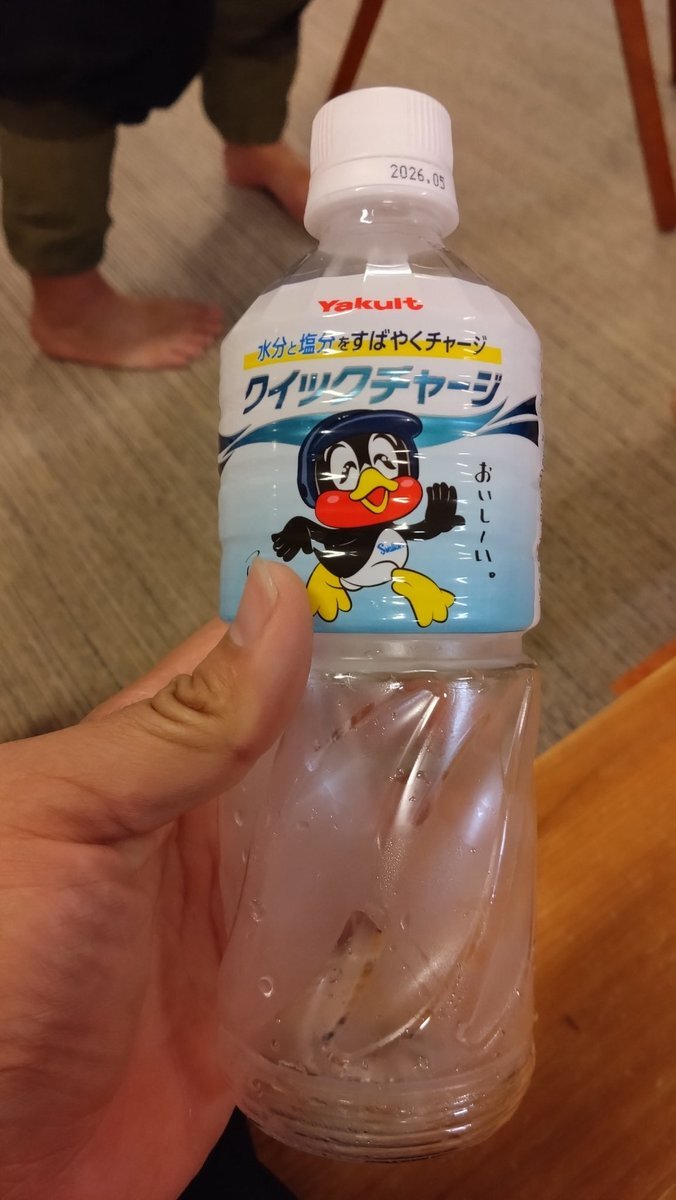 2026.05
Yakult
水分と塩分をすばやくチャージ
クイックチャージ
おいしーい。